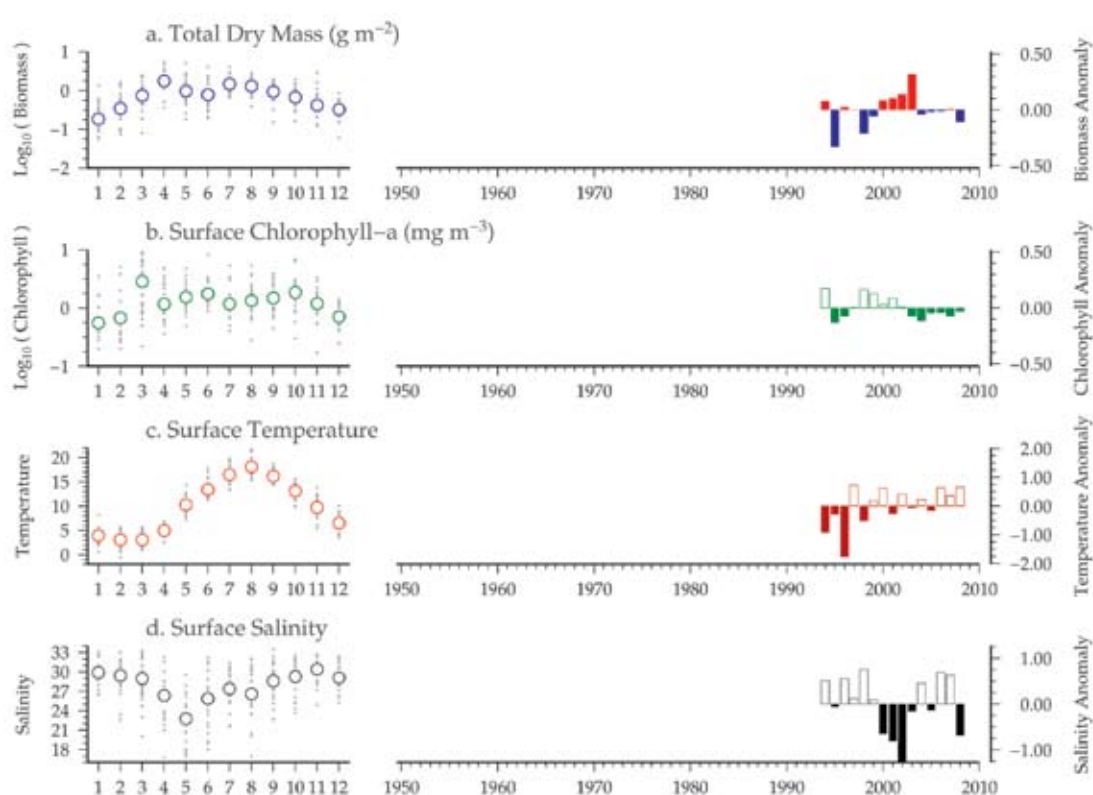 a. Total Dry Mass (g m⁻²)
Log₁₀ ( Biomass )
1
0
−1
−2
1 2 3 4 5 6 7 8 9 10 11 12
1950 1960 1970 1980 1990 2000 2010
0.50
0.00
−0.50
Biomass Anomaly
b. Surface Chlorophyll−a (mg m⁻³)
Log₁₀ ( Chlorophyll )
1
0
−1
1 2 3 4 5 6 7 8 9 10 11 12
1950 1960 1970 1980 1990 2000 2010
0.50
0.00
−0.50
Chlorophyll Anomaly
c. Surface Temperature
Temperature
20
15
10
5
0
1 2 3 4 5 6 7 8 9 10 11 12
1950 1960 1970 1980 1990 2000 2010
2.00
1.00
0.00
−1.00
−2.00
Temperature Anomaly
d. Surface Salinity
Salinity
33
30
27
24
21
18
1 2 3 4 5 6 7 8 9 10 11 12
1950 1960 1970 1980 1990 2000 2010
1.00
0.00
−1.00
Salinity Anomaly